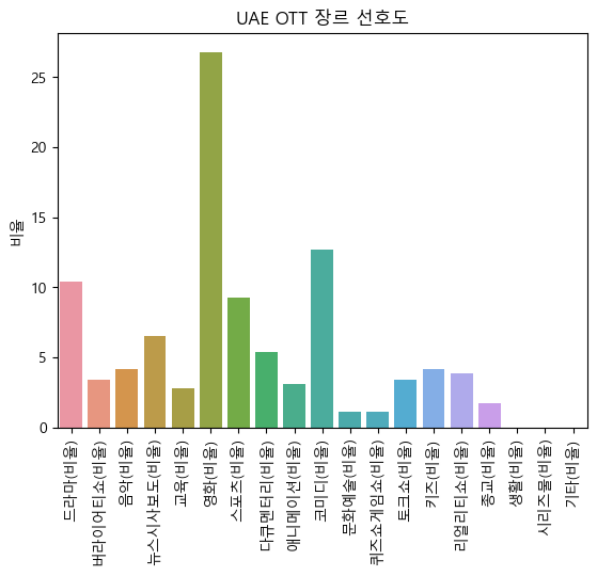 UAE OTT 장르 선호도
비율
25
20
15
10
5
0
드라마(비율)
버라이어티쇼(비율)
음악(비율)
뉴스시사보도(비율)
교육(비율)
영화(비율)
스포츠(비율)
다큐멘터리(비율)
애니메이션(비율)
코미디(비율)
문화예술(비율)
퀴즈쇼게임쇼(비율)
토크쇼(비율)
키즈(비율)
리얼리티쇼(비율)
종교(비율)
생활(비율)
시리즈물(비율)
기타(비율)